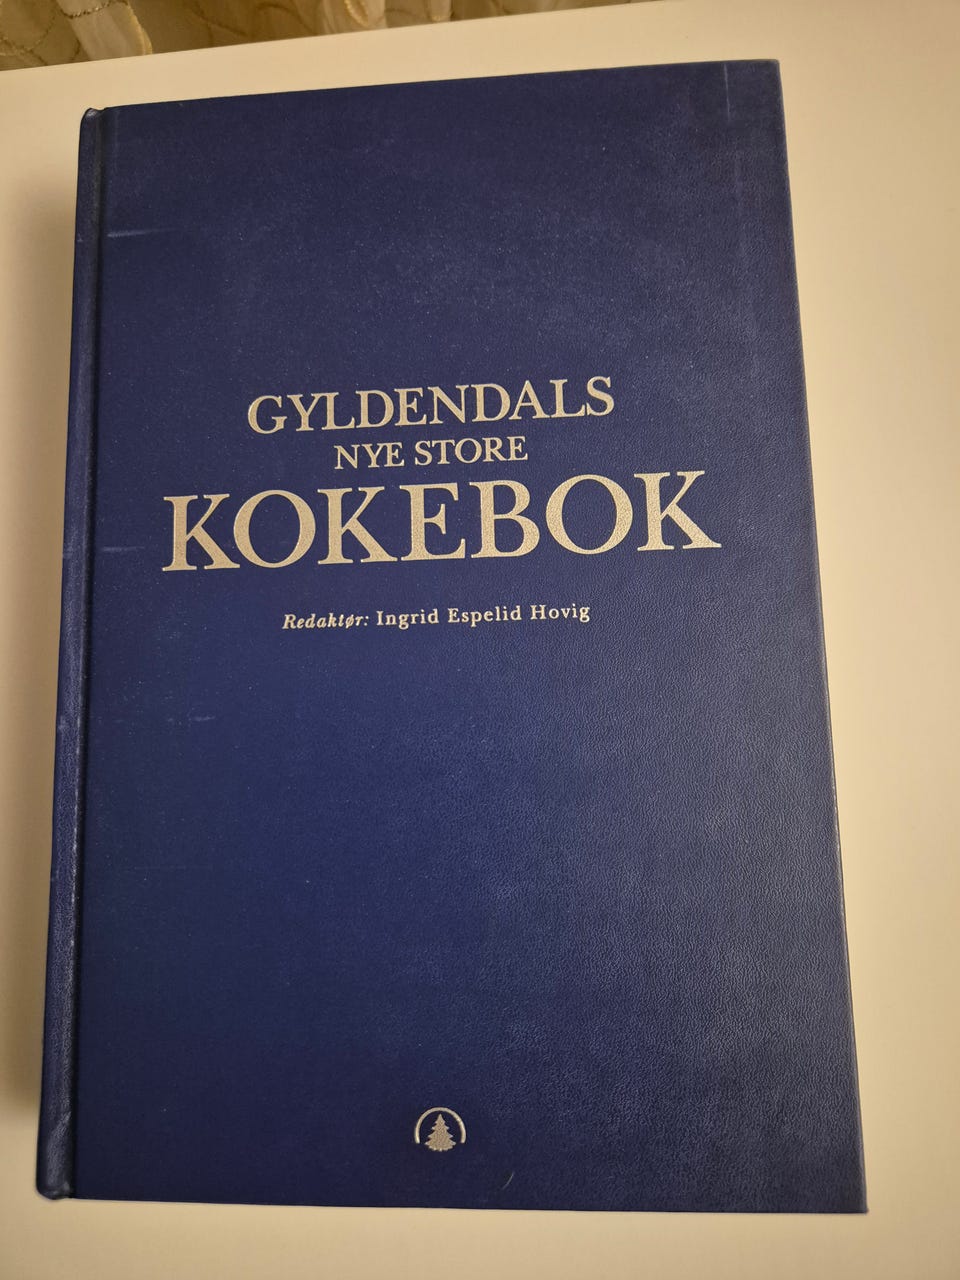 GYLDENDALS
NYE STORE
KOKEBOK
Redaktør: Ingrid Espelid Hovig